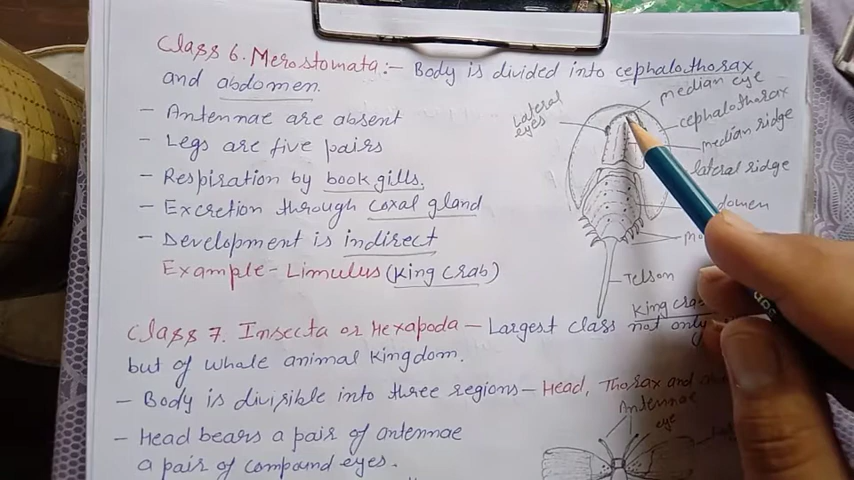 Class 6. Merostomata:- Body is divided into cephalothorax
and abdomen.
- Antennae are absent
- Legs are five pairs
- Respiration by book gills.
- Excretion through coxal gland
- Development is indirect
Example - Limulus (King Crab)
Lateral
eyes
median eye
cephalothorax
median ridge
lateral ridge
Telson
King
Class 7. Insecta or Hexapoda - Largest class not only
but of whole animal kingdom.
- Body is divisible into three regions - Head, Thorax and
- Head bears a pair of antennae
a pair of compound eyes.
Antennae
eye